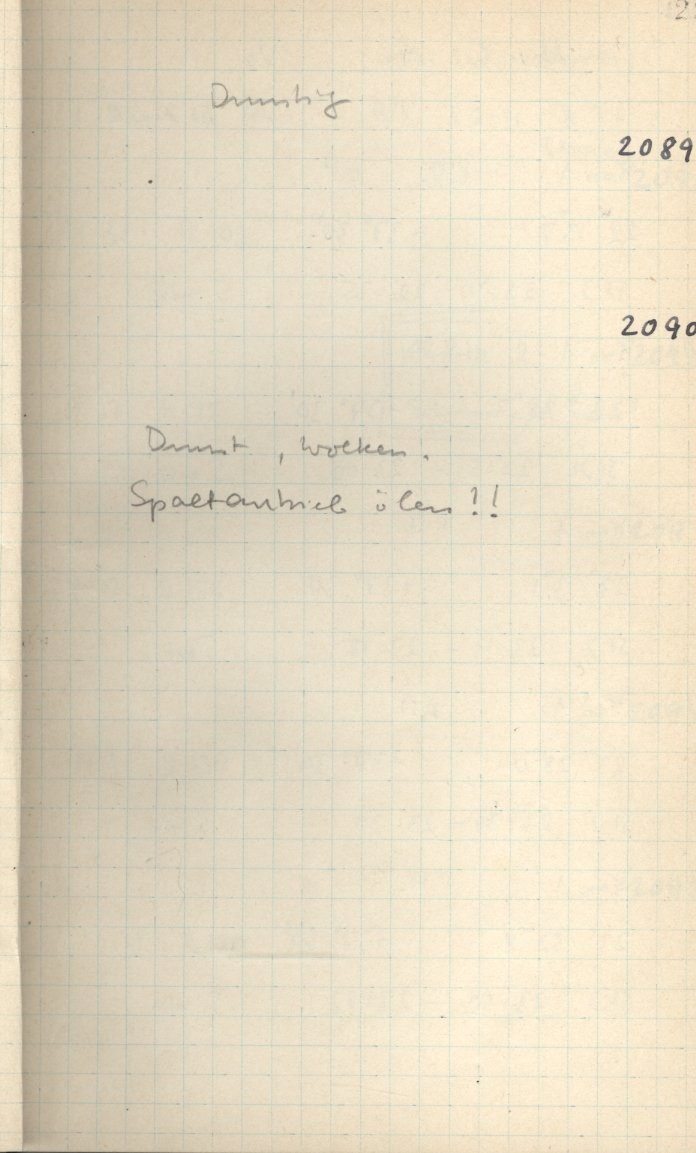 Dunstig
2089
2090
Dunst, Wolken.
Spaltantrieb ölen!!